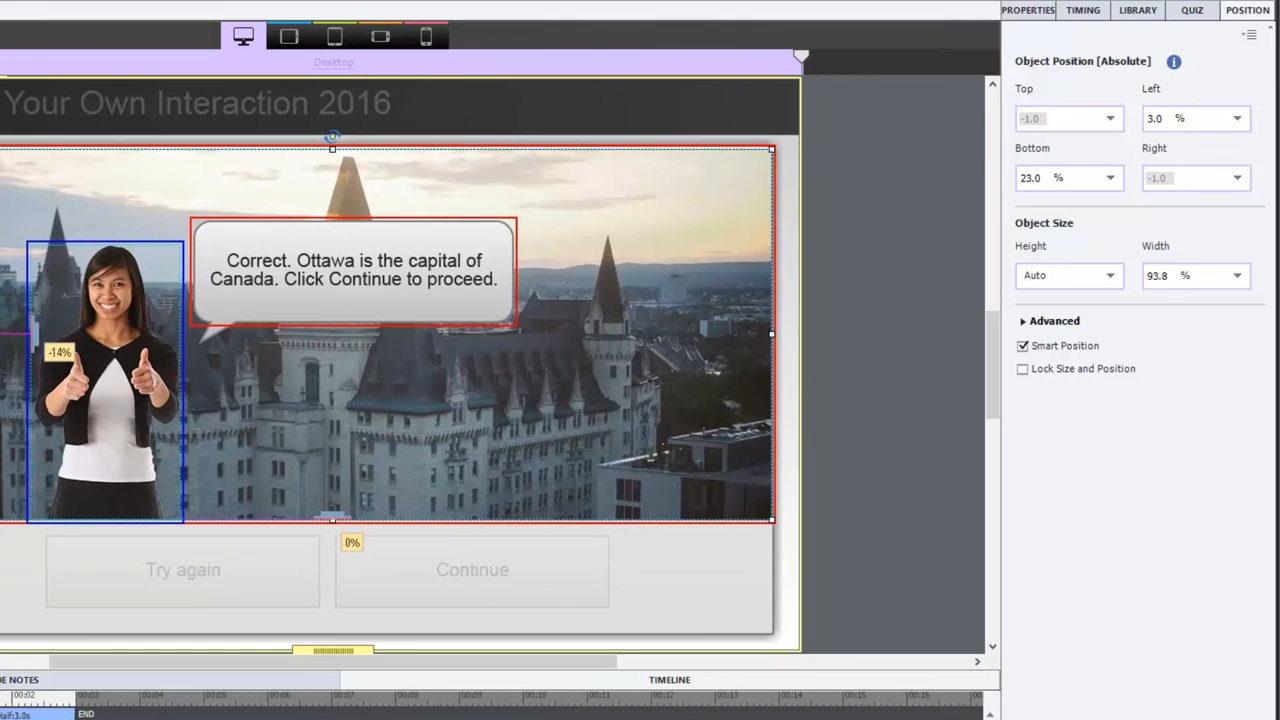 PROPERTIES TIMING LIBRARY QUIZ POSITION
Desktop
Object Position [Absolute] i
Top Left
-1.0 3.0 %
Bottom Right
23.0 % -1.0
Object Size
Height Width
Auto 93.8 %
Advanced
Smart Position
Lock Size and Position
Your Own Interaction 2016
Correct. Ottawa is the capital of
Canada. Click Continue to proceed.
-14%
0%
Try again Continue
DE NOTES TIMELINE
00:02 00:03 00:04 00:05 00:06 00:07 00:08 00:09 00:10 00:11 00:12 00:13 00:14 00:15 00:16
Half:3.0s END